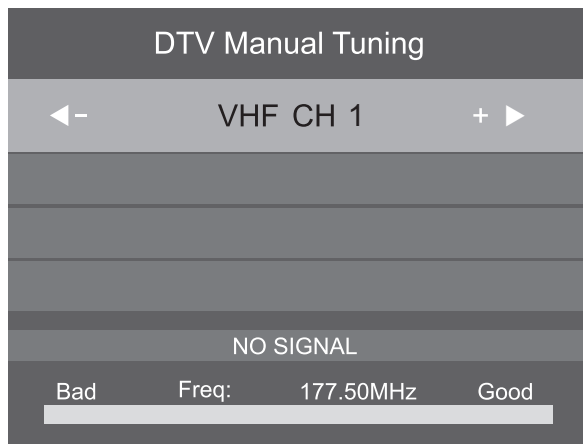 DTV Manual Tuning
- VHF CH 1 +
NO SIGNAL
Bad Freq: 177.50MHz Good